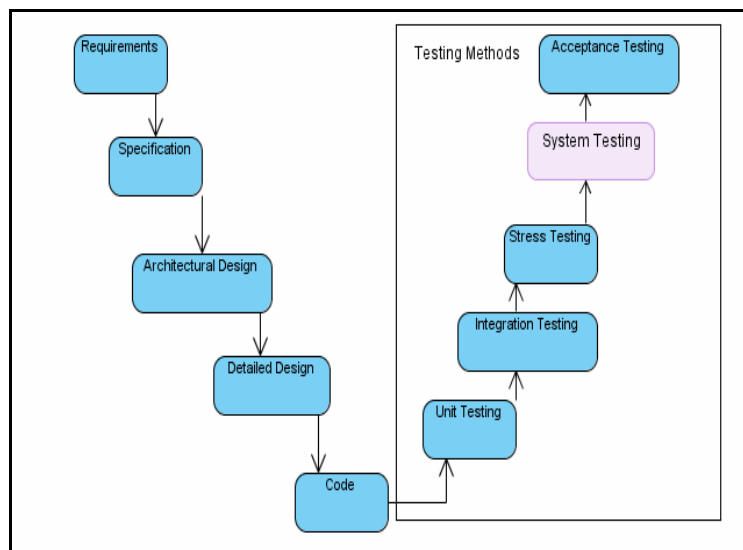 Requirements
Specification
Architectural Design
Detailed Design
Code
Testing Methods
Acceptance Testing
System Testing
Stress Testing
Integration Testing
Unit Testing